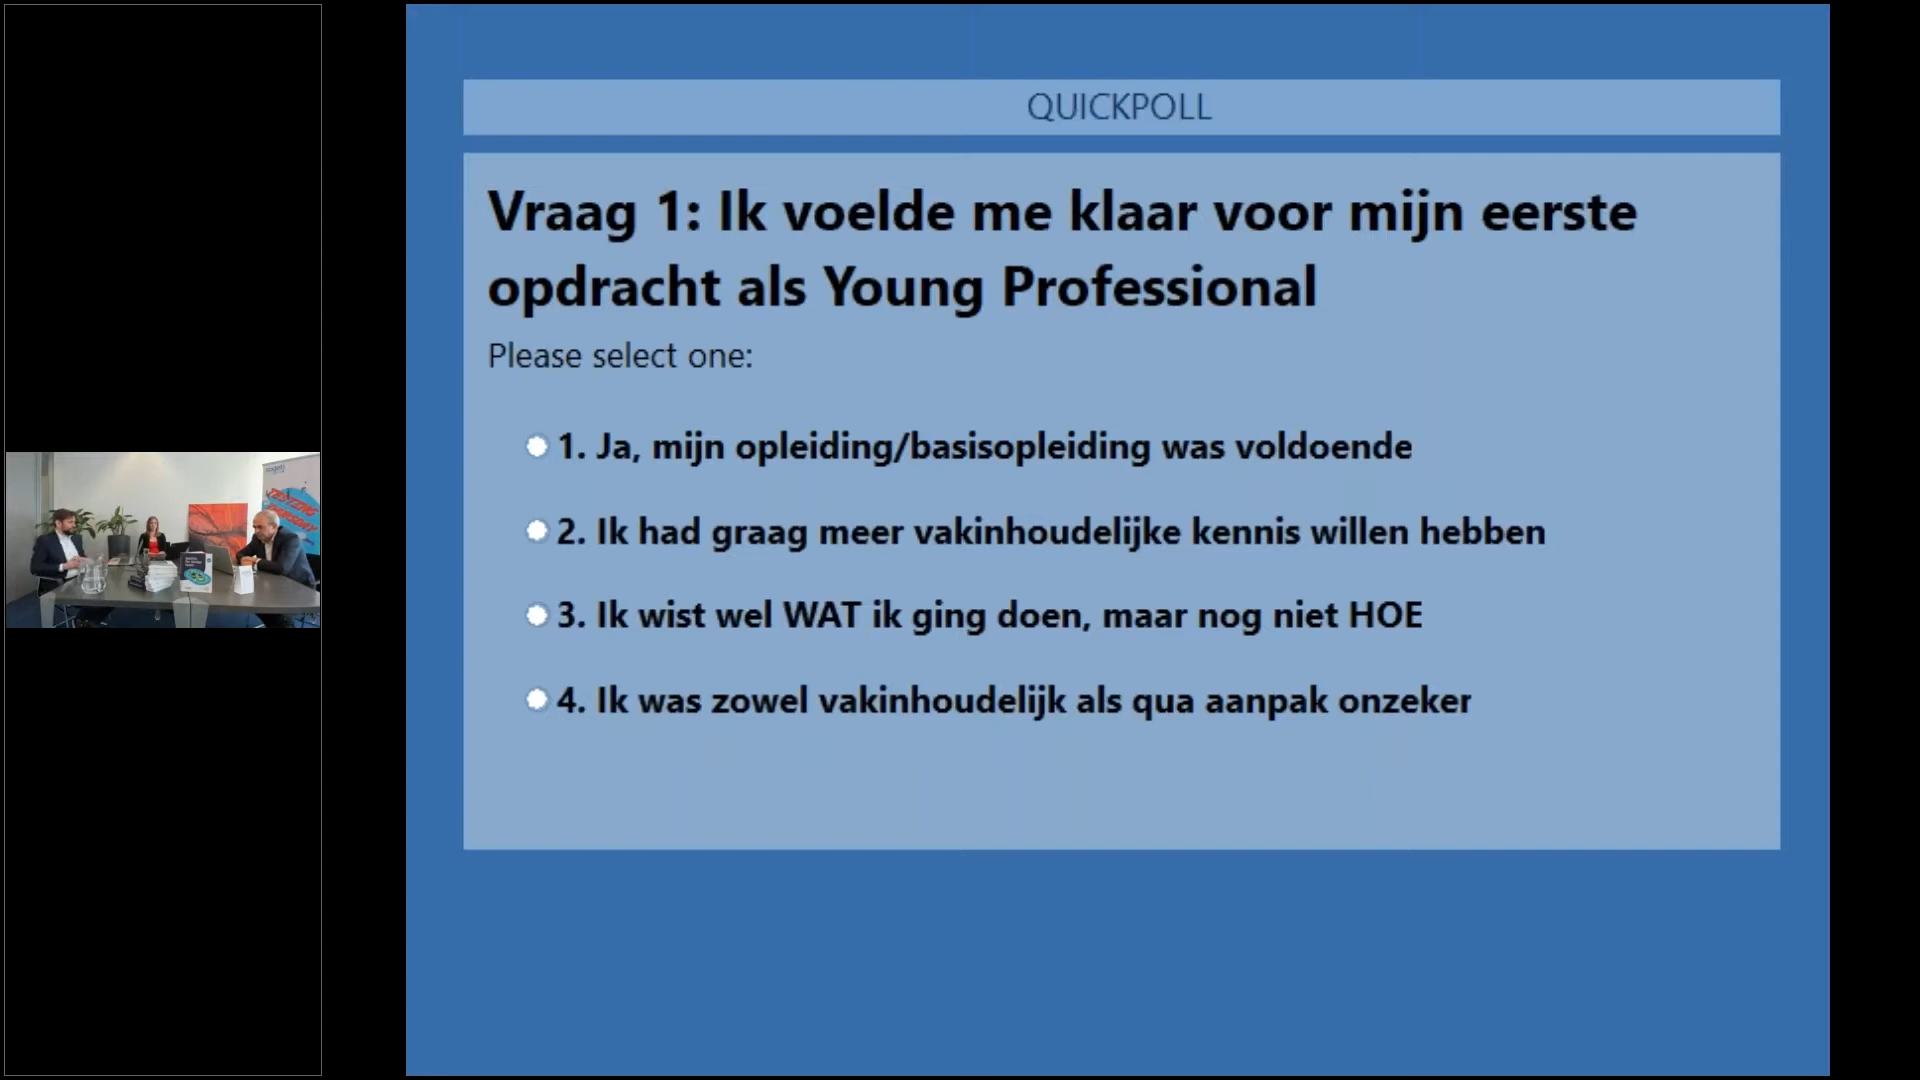 QUICKPOLL
Vraag 1: Ik voelde me klaar voor mijn eerste
opdracht als Young Professional
Please select one:
1. Ja, mijn opleiding/basisopleiding was voldoende
2. Ik had graag meer vakinhoudelijke kennis willen hebben
3. Ik wist wel WAT ik ging doen, maar nog niet HOE
4. Ik was zowel vakinhoudelijk als qua aanpak onzeker
TESTING